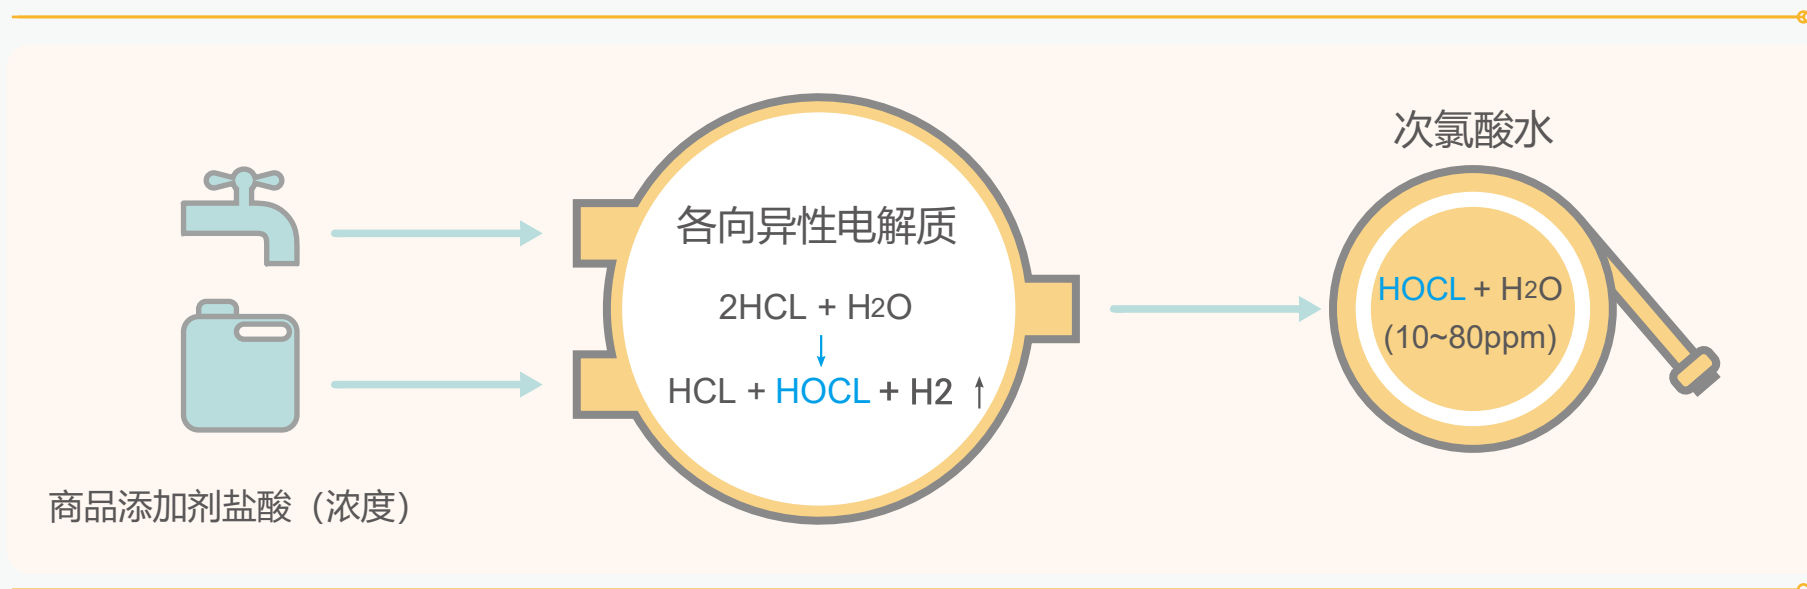 商品添加剂盐酸（浓度）
各向异性电解质
2HCL + H2O
↓
HCL + HOCL + H2 ↑
次氯酸水
HOCL + H2O
(10~80ppm)